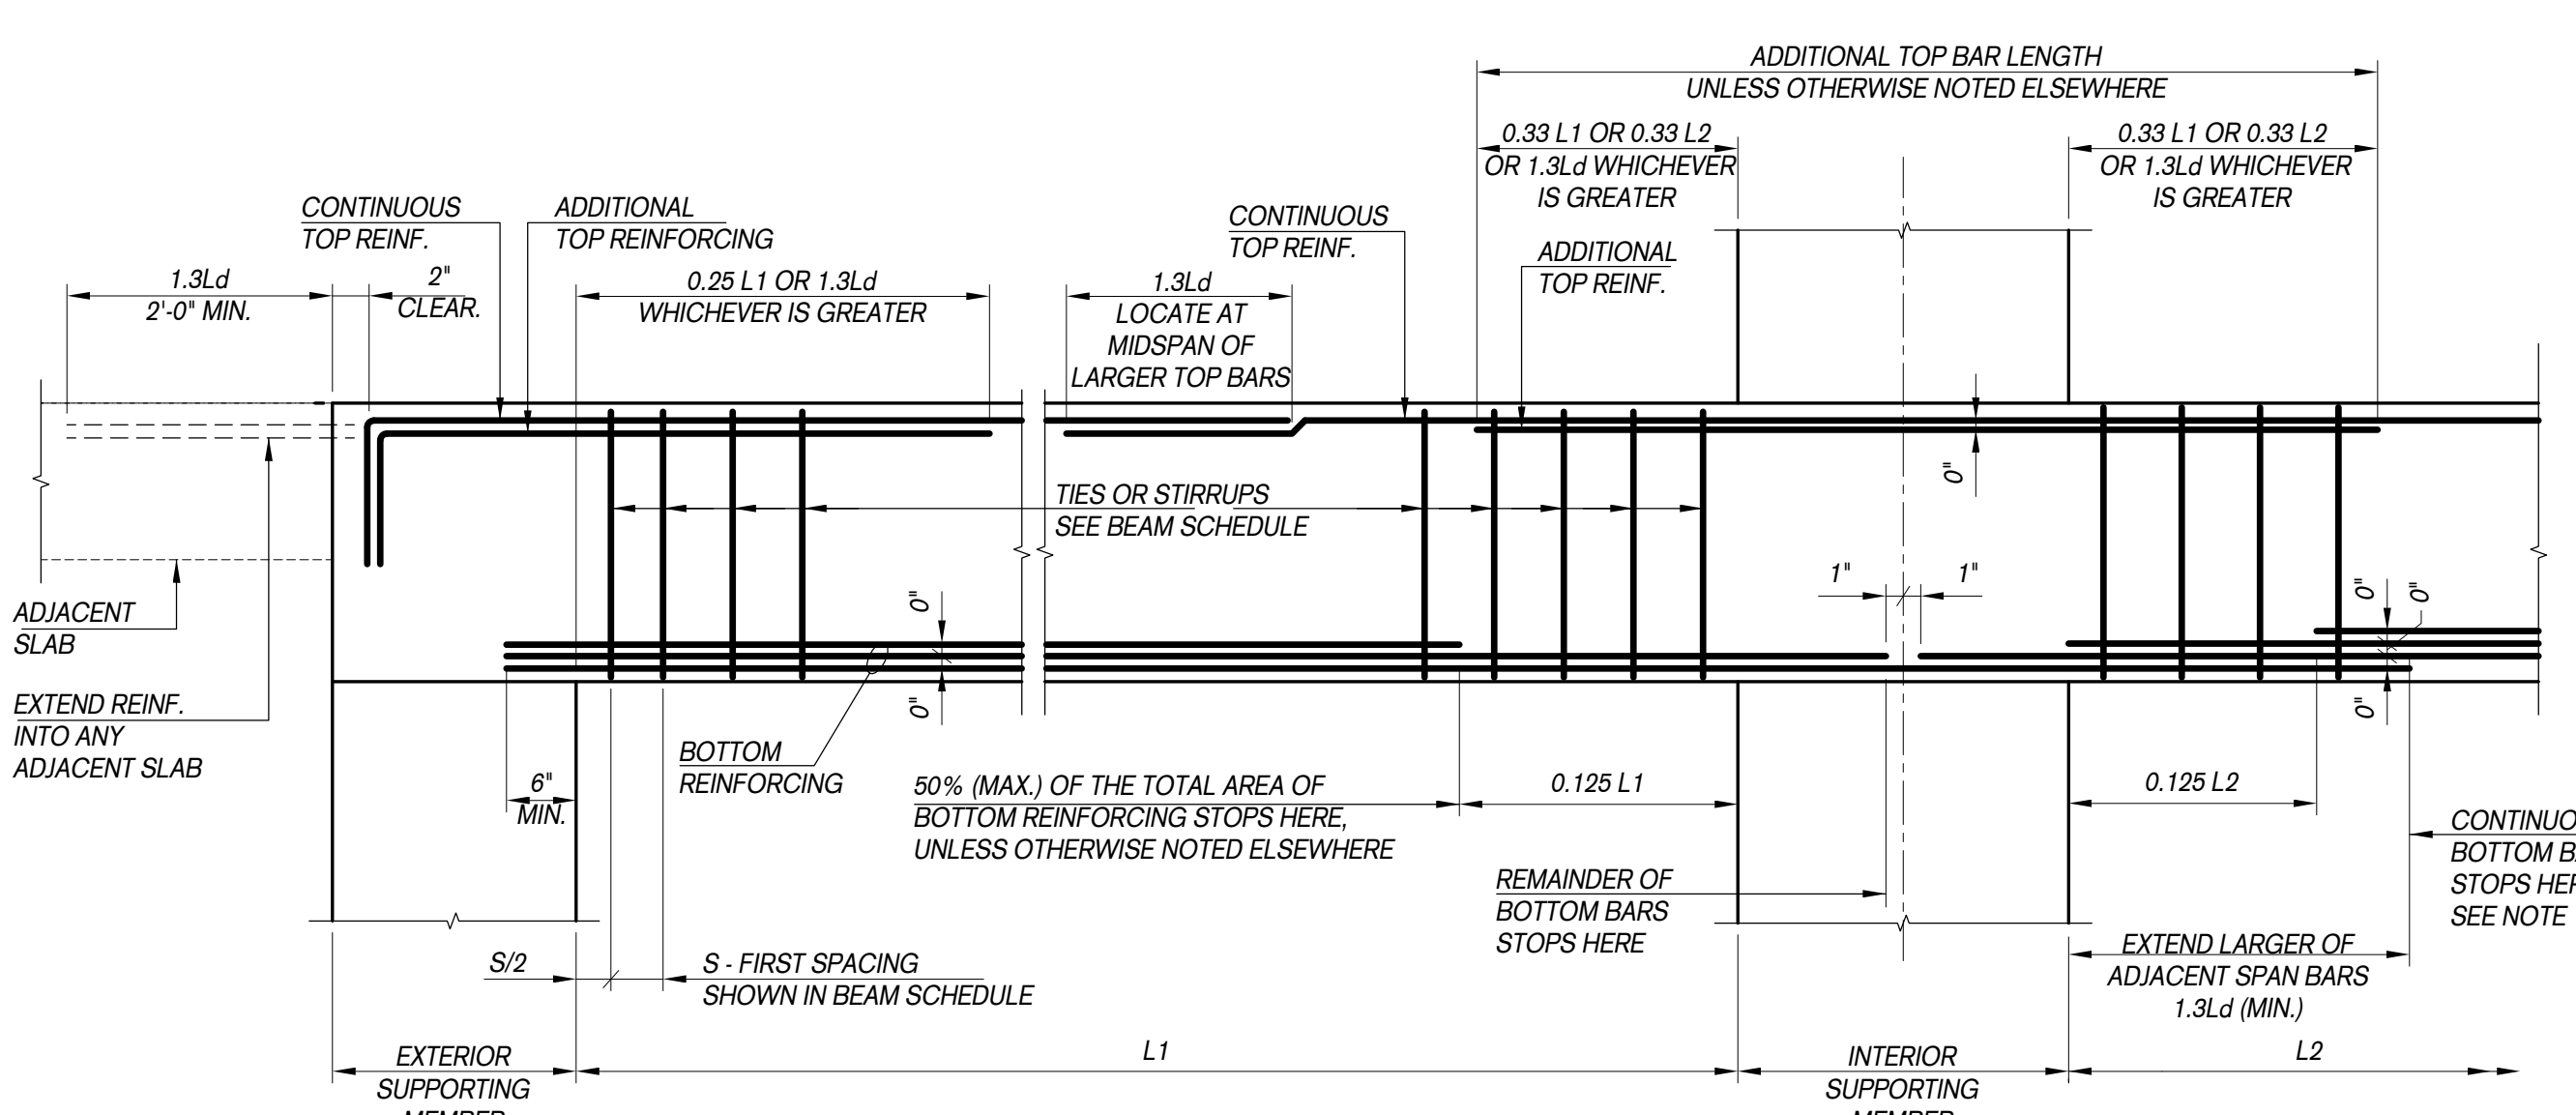 ADDITIONAL TOP BAR LENGTH
UNLESS OTHERWISE NOTED ELSEWHERE
0.33 L1 OR 0.33 L2
OR 1.3Ld WHICHEVER
IS GREATER
0.33 L1 OR 0.33 L2
OR 1.3Ld WHICHEVER
IS GREATER
CONTINUOUS
TOP REINF.
ADDITIONAL
TOP REINFORCING
CONTINUOUS
TOP REINF.
ADDITIONAL
TOP REINF.
1.3Ld
2'-0" MIN.
2"
CLEAR.
0.25 L1 OR 1.3Ld
WHICHEVER IS GREATER
1.3Ld
LOCATE AT
MIDSPAN OF
LARGER TOP BARS
0"
TIES OR STIRRUPS
SEE BEAM SCHEDULE
1"
1"
0"
0"
0"
0"
0"
ADJACENT
SLAB
EXTEND REINF.
INTO ANY
ADJACENT SLAB
6"
MIN.
BOTTOM
REINFORCING
50% (MAX.) OF THE TOTAL AREA OF
BOTTOM REINFORCING STOPS HERE,
UNLESS OTHERWISE NOTED ELSEWHERE
0.125 L1
0.125 L2
REMAINDER OF
BOTTOM BARS
STOPS HERE
BOTTOM
STOPS
SEE NOTE
EXTEND LARGER OF
ADJACENT SPAN BARS
1.3Ld (MIN.)
S/2
S - FIRST SPACING
SHOWN IN BEAM SCHEDULE
EXTERIOR
SUPPORTING
MEMBER
L1
INTERIOR
SUPPORTING
MEMBER
L2